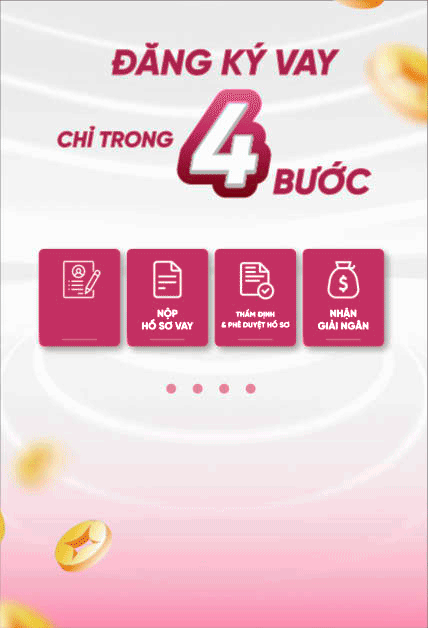 ĐĂNG KÝ VAY
CHỈ TRONG
4
BƯỚC
NỘP
HỒ SƠ VAY
THẨM ĐỊNH
& PHÊ DUYỆT HỒ SƠ
NHẬN
GIẢI NGÂN